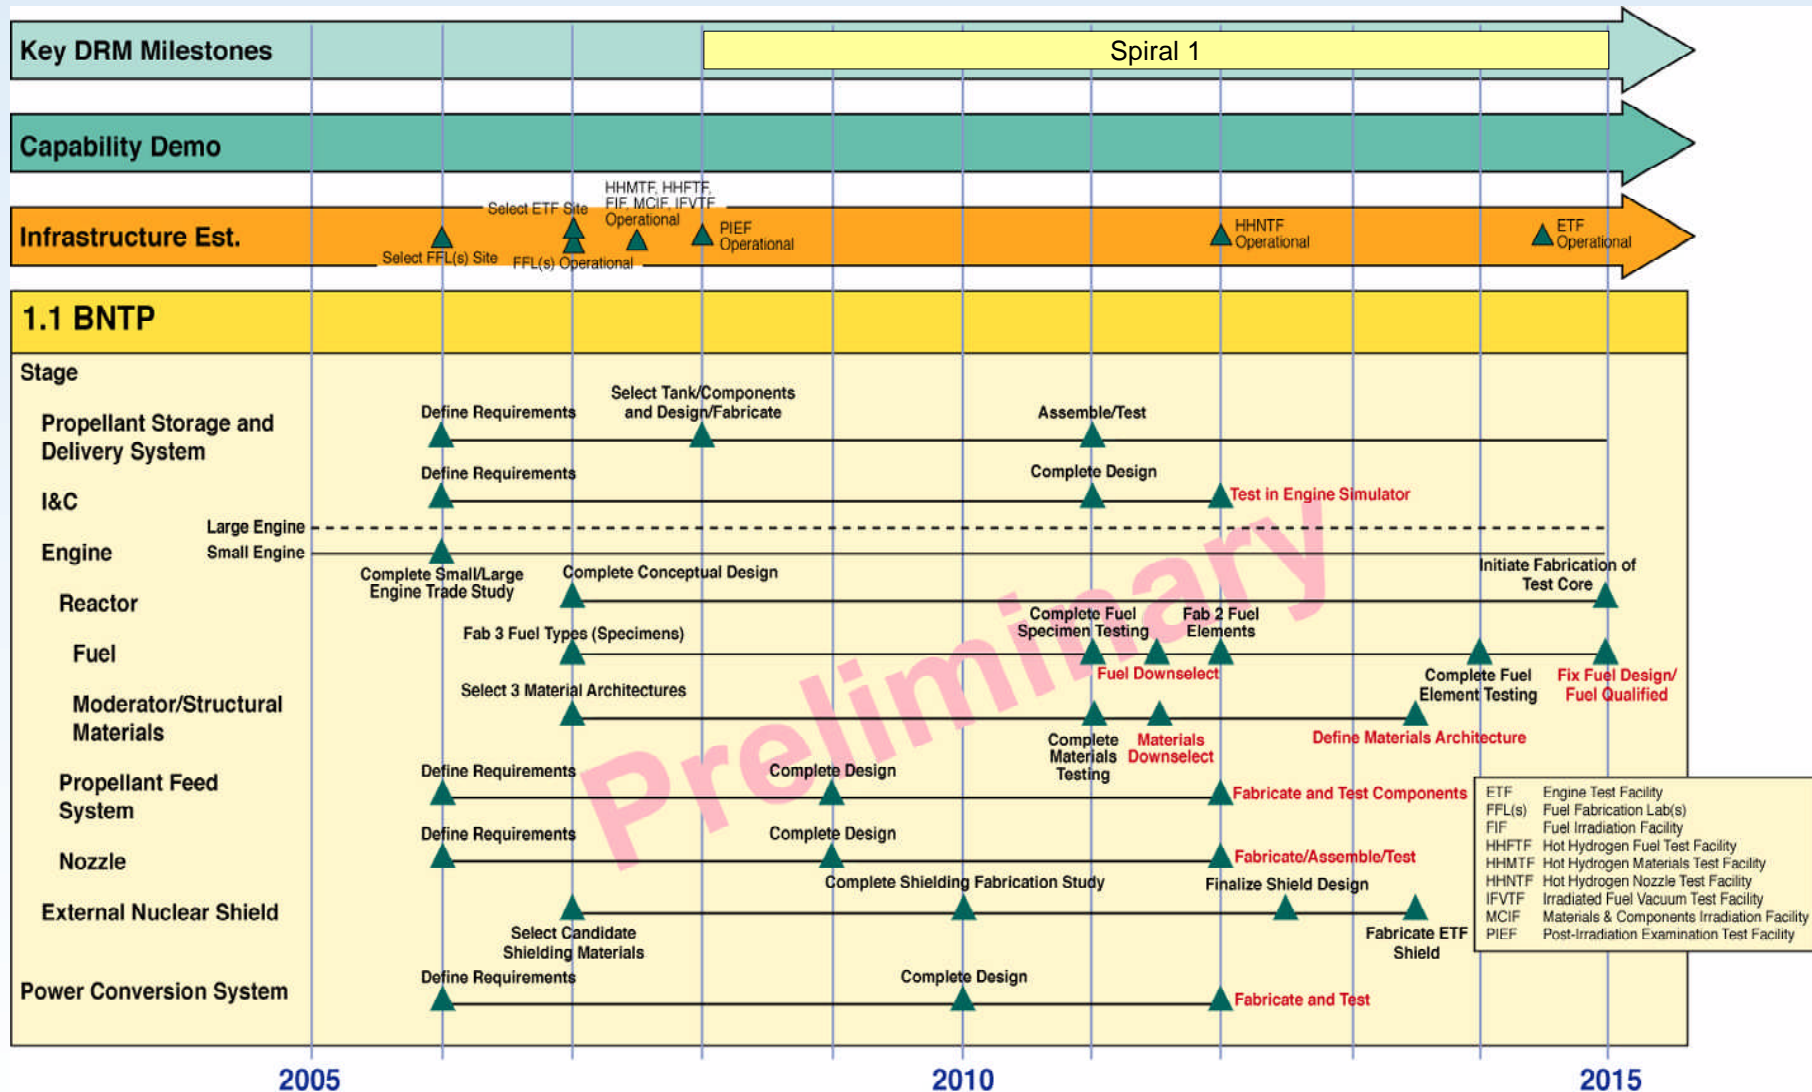 Key DRM Milestones
Spiral 1
Capability Demo
Infrastructure Est.
Select FFL(s) Site
Select ETF Site
FFL(s) Operational
HHMTF, HHFTF,
FIF, MCIF, IFVTF
Operational
PIEF
Operational
HHNTF
Operational
ETF
Operational
1.1 BNTP
Stage
Propellant Storage and
Delivery System
Define Requirements
Select Tank/Components
and Design/Fabricate
Assemble/Test
I&C
Define Requirements
Complete Design
Test in Engine Simulator
Large Engine
Engine
Small Engine
Complete Small/Large
Engine Trade Study
Reactor
Complete Conceptual Design
Initiate Fabrication of
Test Core
Fuel
Fab 3 Fuel Types (Specimens)
Complete Fuel
Specimen Testing
Fuel Downselect
Fab 2 Fuel
Elements
Complete Fuel
Element Testing
Fix Fuel Design/
Fuel Qualified
Moderator/Structural
Materials
Select 3 Material Architectures
Complete
Materials
Testing
Materials
Downselect
Define Materials Architecture
Propellant Feed
System
Define Requirements
Complete Design
Fabricate and Test Components
Nozzle
Define Requirements
Complete Design
Fabricate/Assemble/Test
External Nuclear Shield
Select Candidate
Shielding Materials
Complete Shielding Fabrication Study
Finalize Shield Design
Fabricate ETF
Shield
Power Conversion System
Define Requirements
Complete Design
Fabricate and Test
Preliminary
ETF Engine Test Facility
FFL(s) Fuel Fabrication Lab(s)
FIF Fuel Irradiation Facility
HHFTF Hot Hydrogen Fuel Test Facility
HHMTF Hot Hydrogen Materials Test Facility
HHNTF Hot Hydrogen Nozzle Test Facility
IFVTF Irradiated Fuel Vacuum Test Facility
MCIF Materials & Components Irradiation Facility
PIEF Post-Irradiation Examination Test Facility
2005
2010
2015